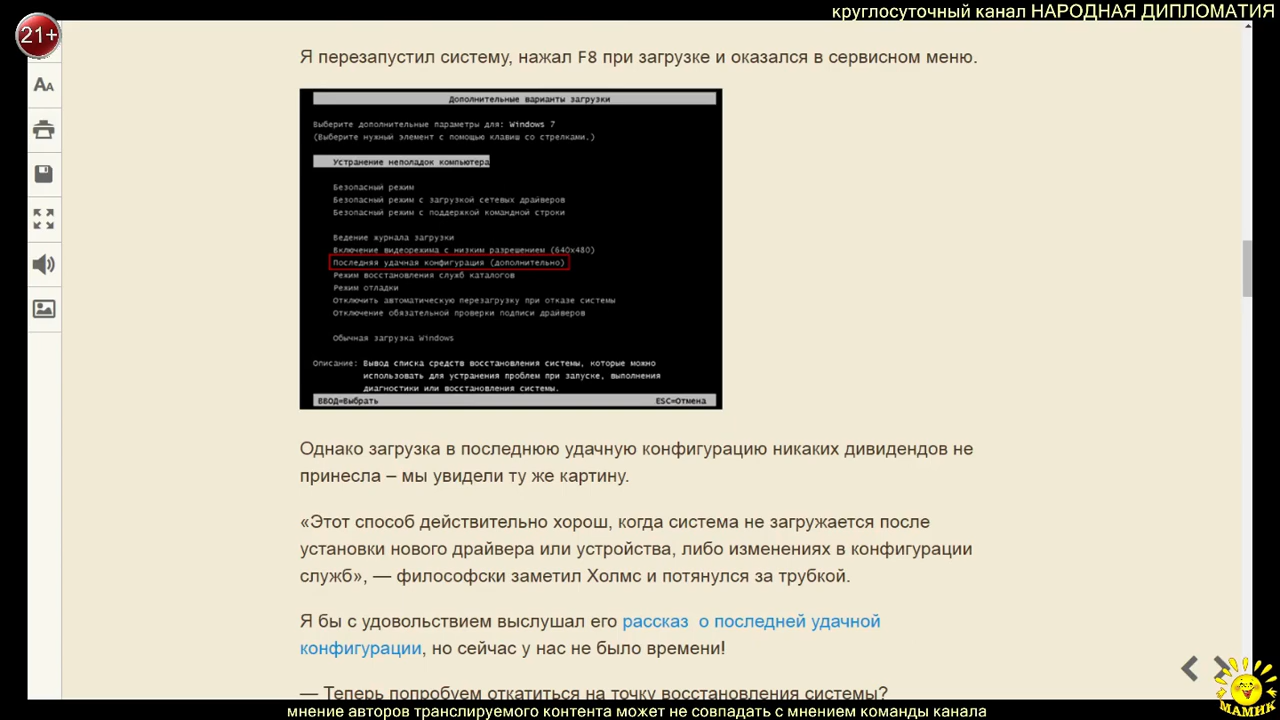 круглосуточный канал НАРОДНАЯ ДИПЛОМАТИЯ
21+
Aa
Я перезапустил систему, нажал F8 при загрузке и оказался в сервисном меню.
Дополнительные варианты загрузки
Выберите дополнительные параметры для: Windows 7
(Выберите нужный элемент с помощью клавиш со стрелками.)
Устранение неполадок компьютера
Безопасный режим
Безопасный режим с загрузкой сетевых драйверов
Безопасный режим с поддержкой командной строки
Ведение журнала загрузки
Включение видеорежима с низким разрешением (640x480)
Последняя удачная конфигурация (дополнительно)
Режим восстановления служб каталогов
Режим отладки
Отключить автоматическую перезагрузку при отказе системы
Отключение обязательной проверки подписи драйверов
Обычная загрузка Windows
Описание: Вывод списка средств восстановления системы, которые можно
использовать для устранения проблем при запуске, выполнения
диагностики или восстановления системы.
ВВОД=Выбрать ESC=Отмена
Однако загрузка в последнюю удачную конфигурацию никаких дивидендов не
принесла – мы увидели ту же картину.
«Этот способ действительно хорош, когда система не загружается после
установки нового драйвера или устройства, либо изменениях в конфигурации
служб», — философски заметил Холмс и потянулся за трубкой.
Я бы с удовольствием выслушал его рассказ о последней удачной
конфигурации, но сейчас у нас не было времени!
— Теперь попробуем откатиться на точку восстановления системы?
МАМИК
мнение авторов транслируемого контента может не совпадать с мнением команды канала